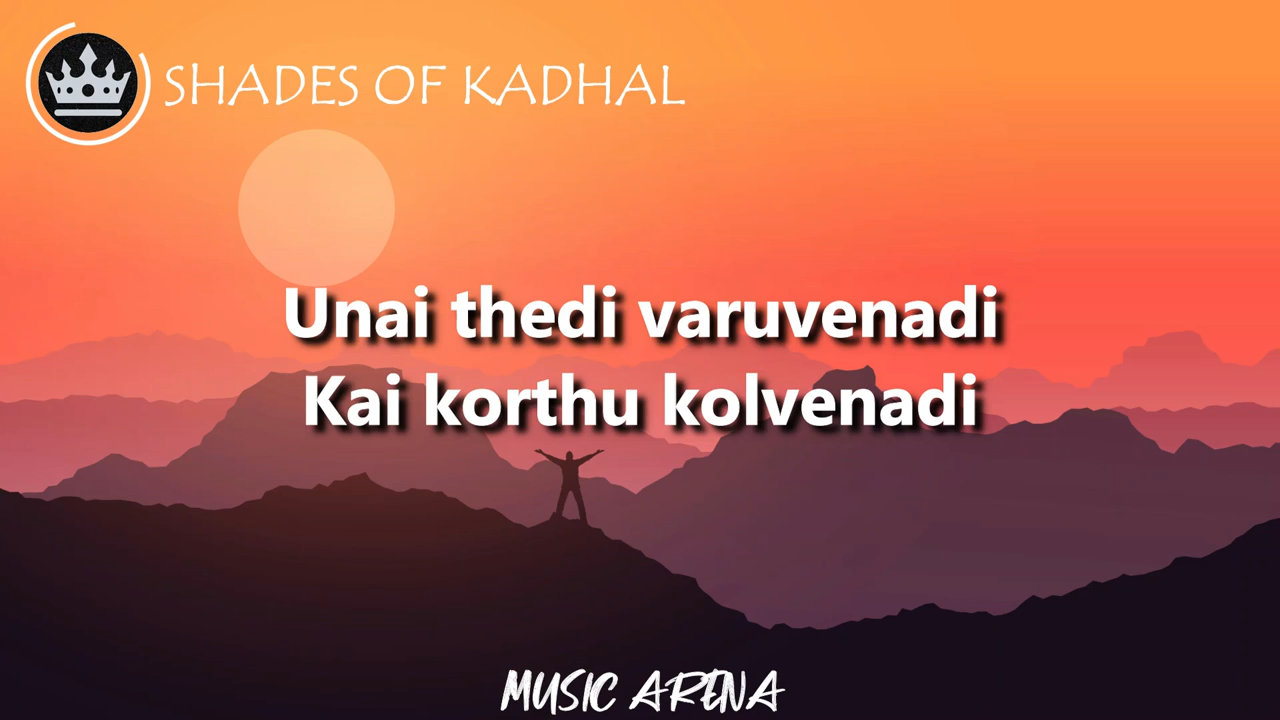 SHADES OF KADHAL
Unai thedi varuvenadi
Kai korthu kolvenadi
MUSIC ARENA